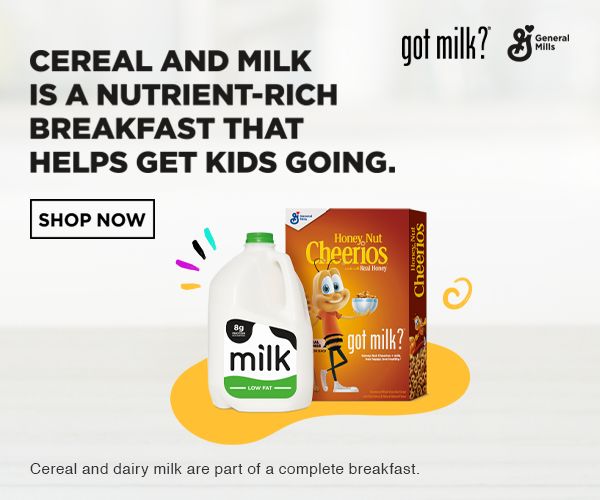 got milk?®
General
Mills
CEREAL AND MILK
IS A NUTRIENT-RICH
BREAKFAST THAT
HELPS GET KIDS GOING.
SHOP NOW
General
Mills
Honey Nut
Cheerios
Real Honey
Honey Nut
Cheerios
got milk?
8g
milk
LOW FAT
Cereal and dairy milk are part of a complete breakfast.